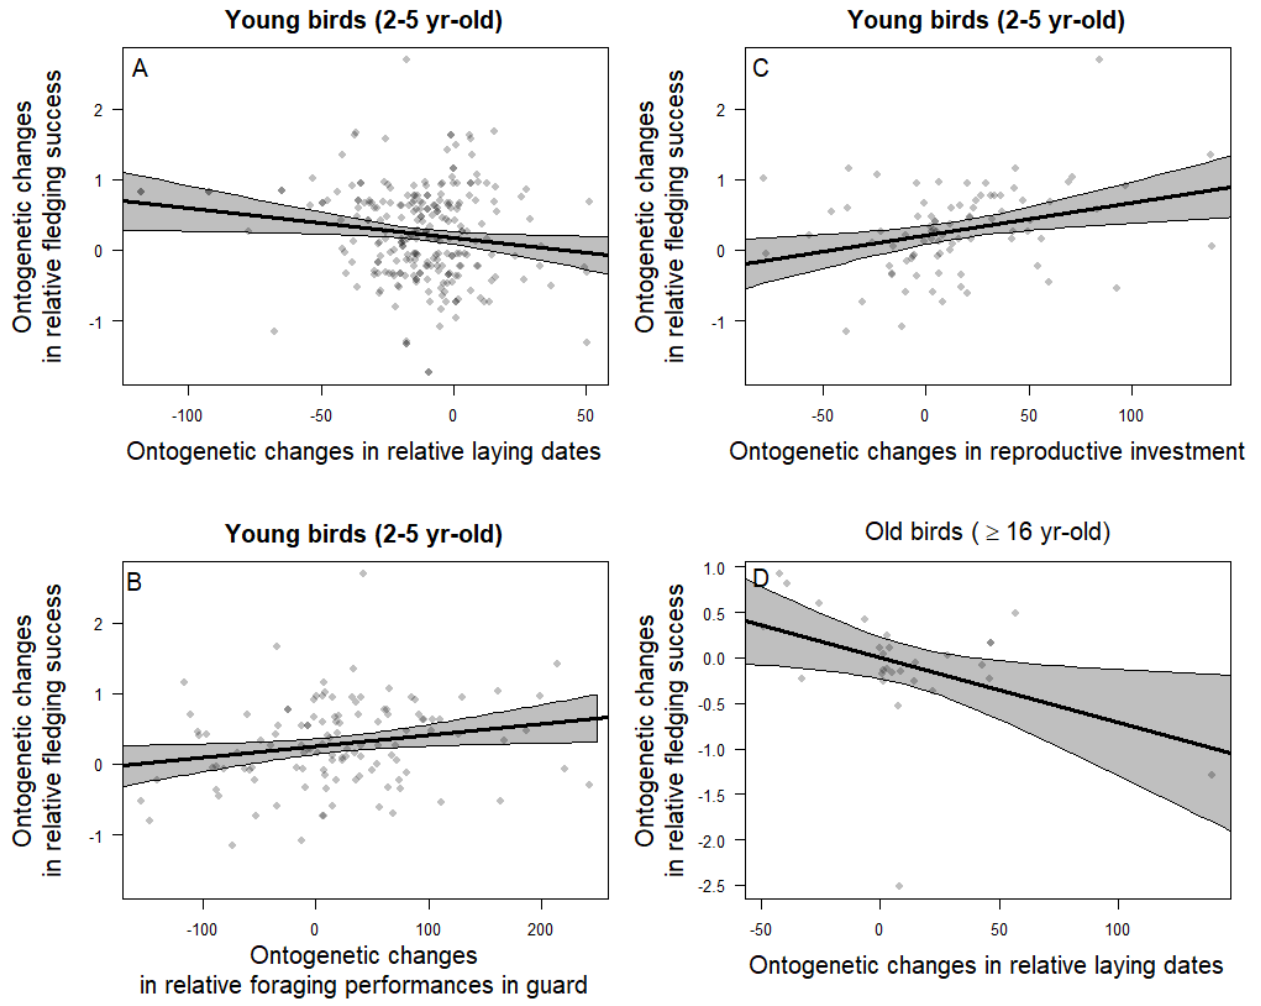 Young birds (2-5 yr-old)
A
Ontogenetic changes
in relative fledging success
2
1
0
-1
-100
-50
0
50
Ontogenetic changes in relative laying dates
Young birds (2-5 yr-old)
C
Ontogenetic changes
in relative fledging success
2
1
0
-1
-50
0
50
100
Ontogenetic changes in reproductive investment
Young birds (2-5 yr-old)
B
Ontogenetic changes
in relative fledging success
2
1
0
-1
-100
0
100
200
Ontogenetic changes
in relative foraging performances in guard
Old birds ( ≥ 16 yr-old)
D
Ontogenetic changes
in relative fledging success
1.0
0.5
0.0
-0.5
-1.0
-1.5
-2.0
-2.5
-50
0
50
100
Ontogenetic changes in relative laying dates